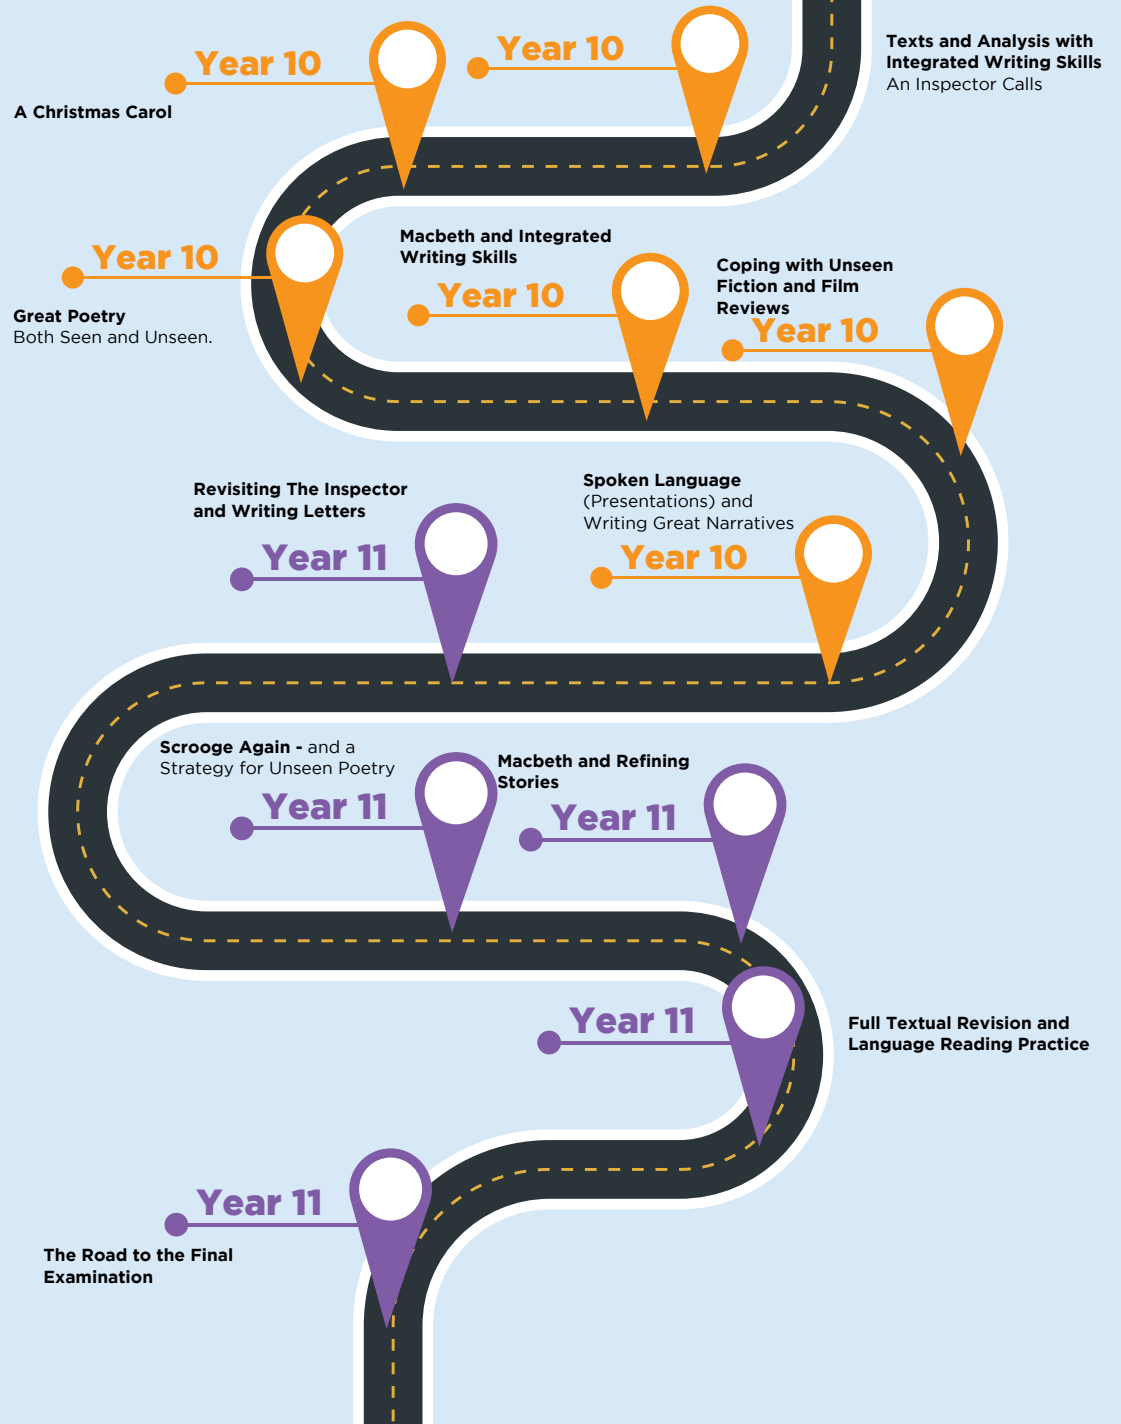 Year 10
Texts and Analysis with
Integrated Writing Skills
An Inspector Calls
Year 10
A Christmas Carol
Year 10
Great Poetry
Both Seen and Unseen.
Macbeth and Integrated
Writing Skills
Year 10
Coping with Unseen
Fiction and Film
Reviews
Year 10
Spoken Language
(Presentations) and
Writing Great Narratives
Year 10
Revisiting The Inspector
and Writing Letters
Year 11
Scrooge Again - and a
Strategy for Unseen Poetry
Year 11
Macbeth and Refining
Stories
Year 11
Year 11
Full Textual Revision and
Language Reading Practice
Year 11
The Road to the Final
Examination